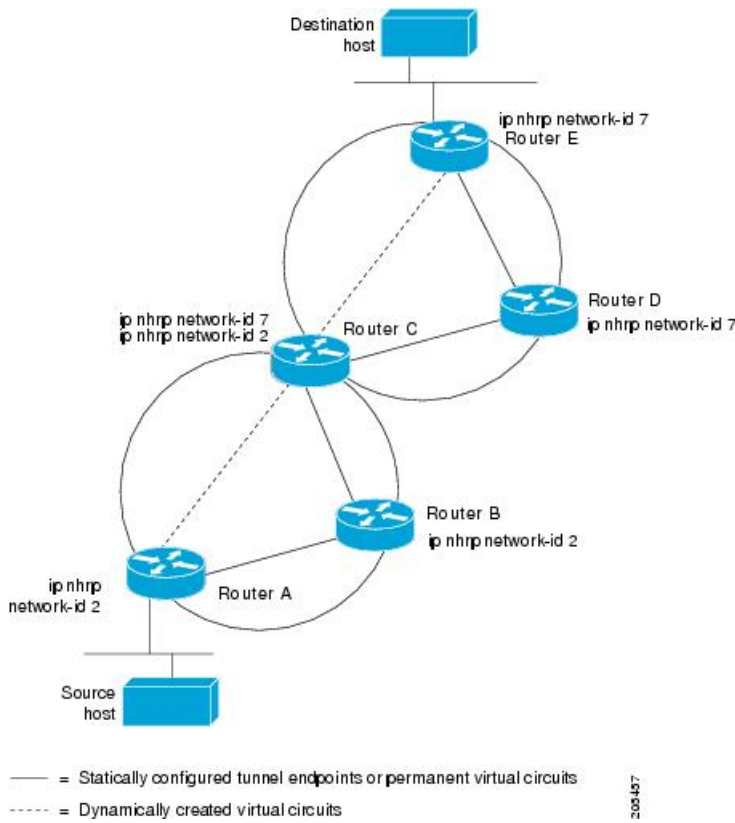 Destination
host
ip nhrp network-id 7
Router E
Router D
ip nhrp network-id 7
ip nhrp network-id 7
ip nhrp network-id 2
Router C
Router B
ip nhrp network-id 2
ip nhrp
network-id 2
Router A
Source
host
= Statically configured tunnel endpoints or permanent virtual circuits
= Dynamically created virtual circuits